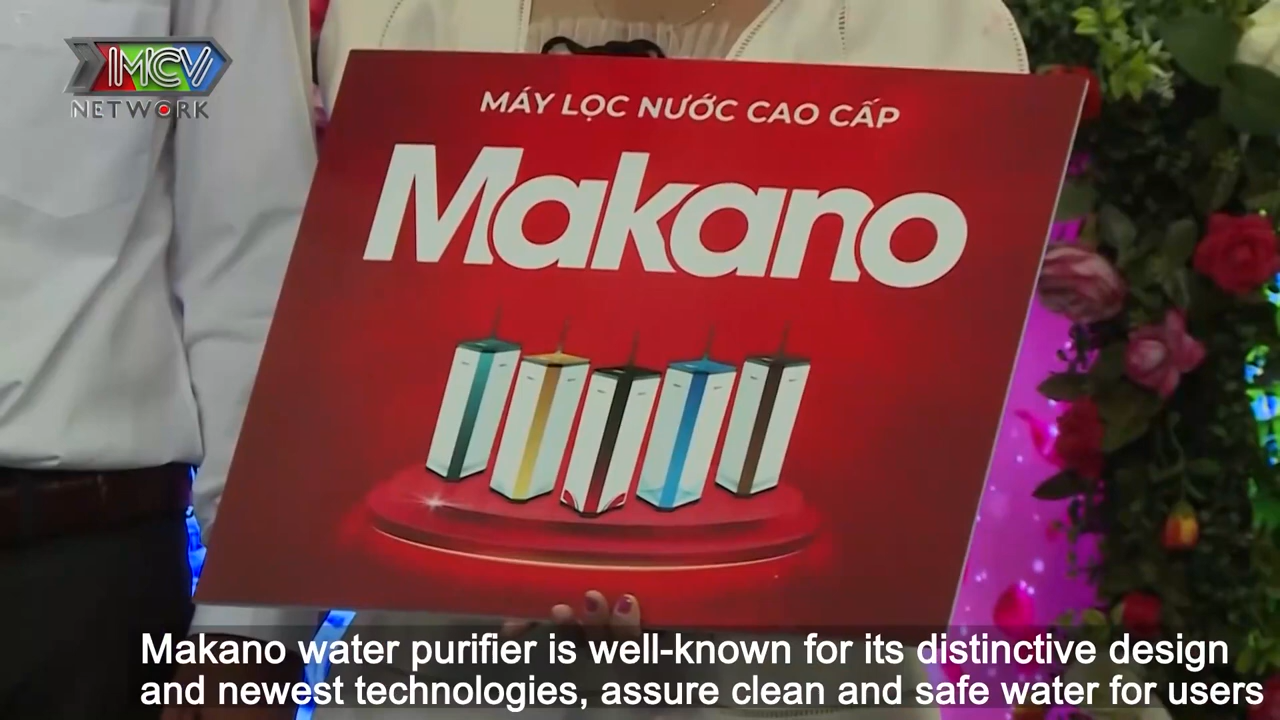 MCV
NETWORK
MÁY LỌC NƯỚC CAO CẤP
Makano
Makano water purifier is well-known for its distinctive design
and newest technologies, assure clean and safe water for users